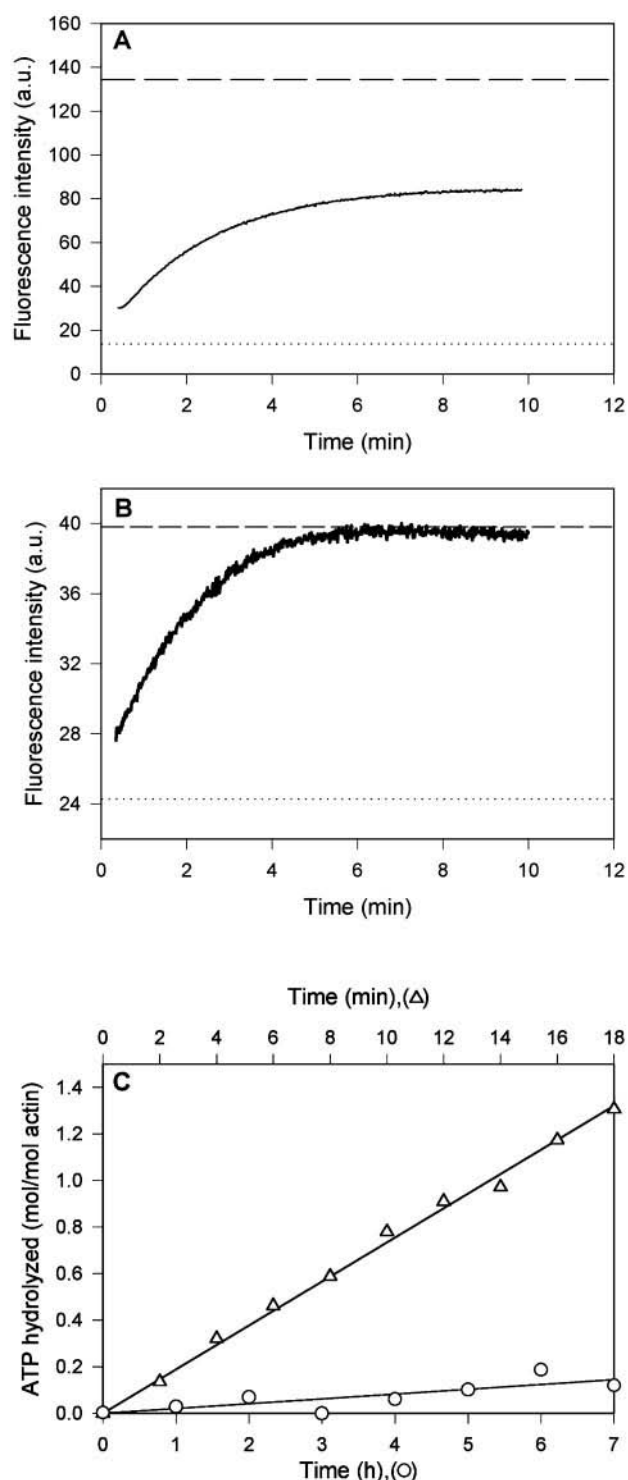 A
Fluorescence intensity (a.u.)
160
140
120
100
80
60
40
20
0
0 2 4 6 8 10 12
Time (min)
B
Fluorescence intensity (a.u.)
40
36
32
28
24
0 2 4 6 8 10 12
Time (min)
Time (min),(△)
0 2 4 6 8 10 12 14 16 18
C
ATP hydrolyzed (mol/mol actin)
1.4
1.2
1.0
0.8
0.6
0.4
0.2
0.0
0 1 2 3 4 5 6 7
Time (h),(○)